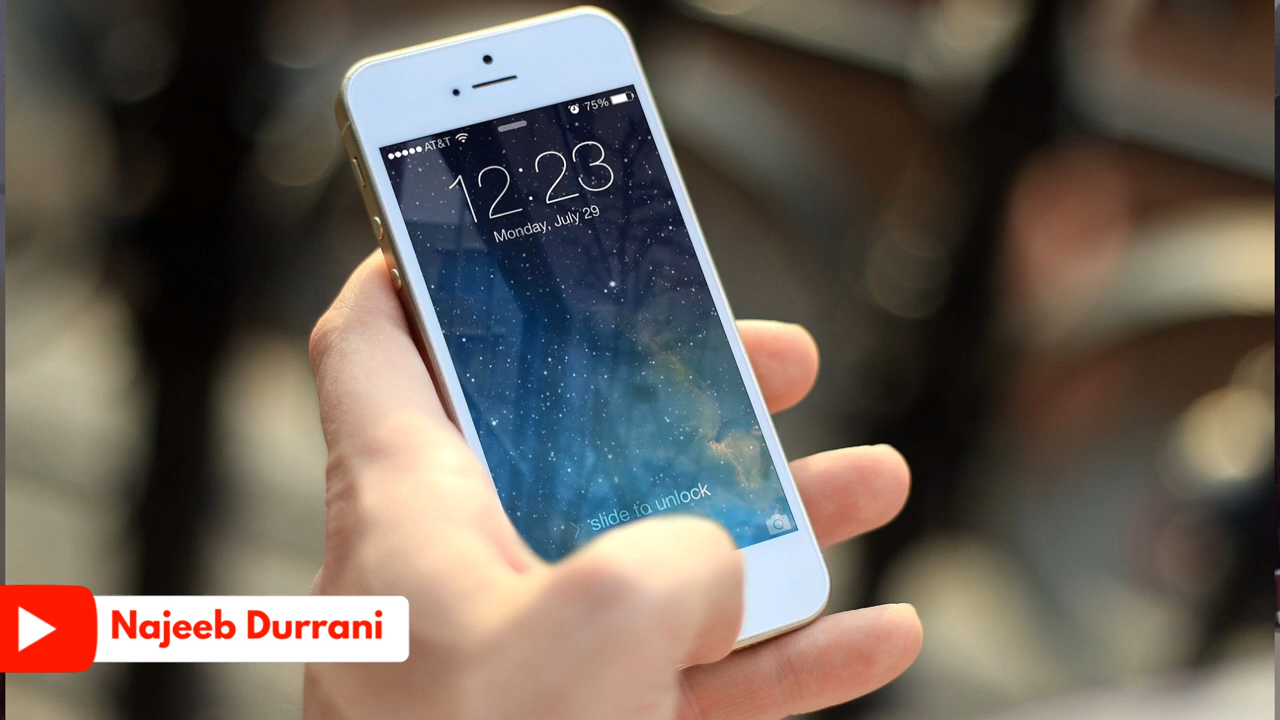 AT&T 75%
12:23
Monday, July 29
slide to unlock
Najeeb Durrani